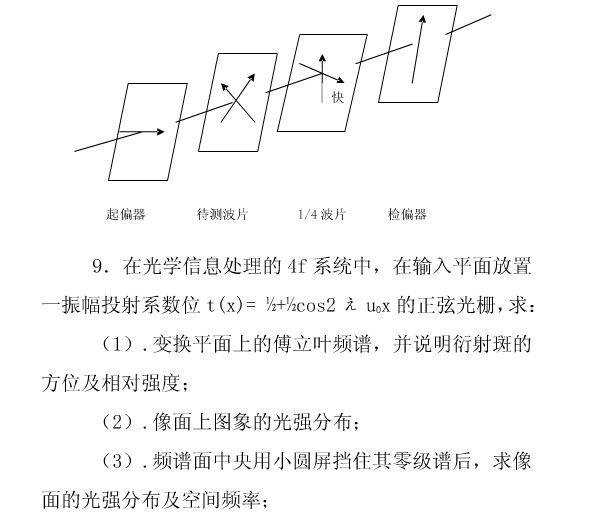 快
起偏器 待测波片 1/4 波片 检偏器
9. 在光学信息处理的 4f 系统中，在输入平面放置
一振幅投射系数位 t(x)= ½+½cos2 え u₀x 的正弦光栅，求：
（1）.变换平面上的傅立叶频谱，并说明衍射斑的
方位及相对强度；
（2）.像面上图象的光强分布；
（3）.频谱面中央用小圆屏挡住其零级谱后，求像
面的光强分布及空间频率；